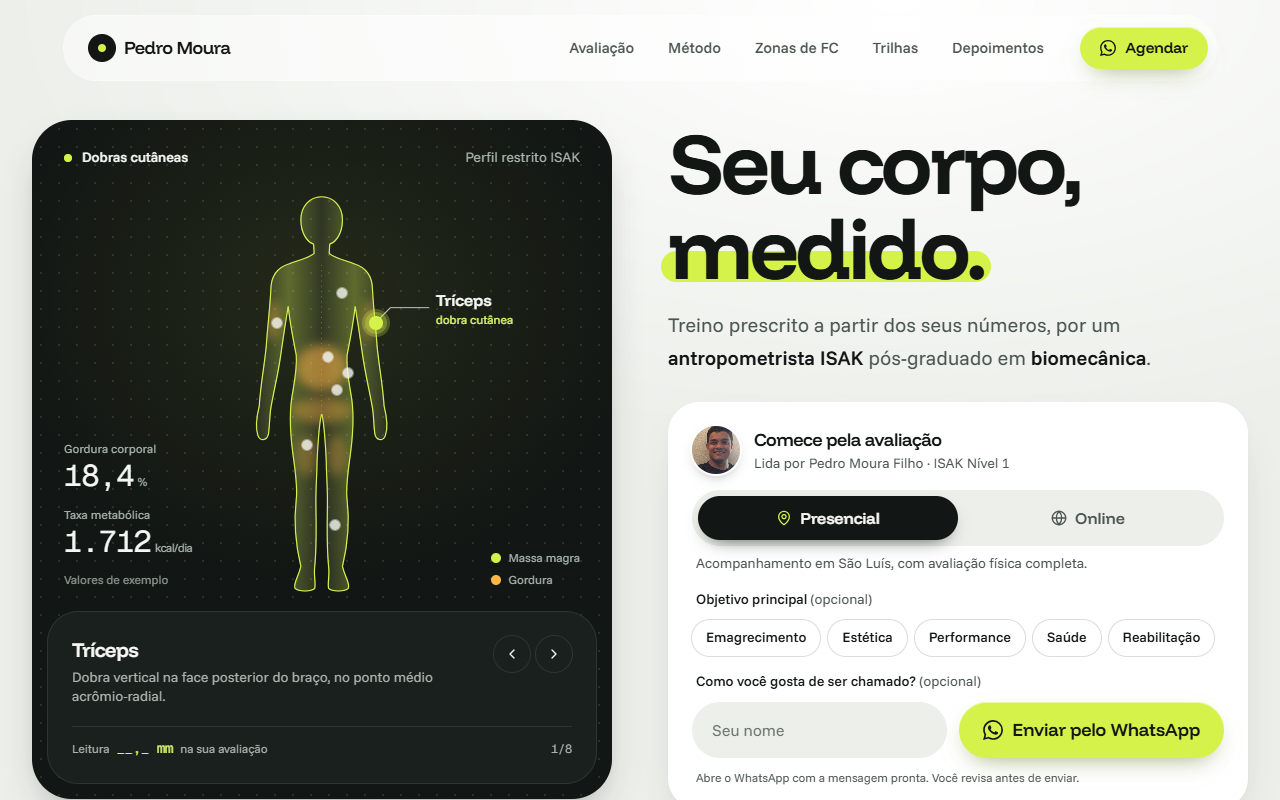 Pedro Moura
Avaliação
Método
Zonas de FC
Trilhas
Depoimentos
Agendar
Dobras cutâneas
Perfil restrito ISAK
Tríceps
dobra cutânea
Gordura corporal
18,4 %
Taxa metabólica
1.712 kcal/dia
Valores de exemplo
Massa magra
Gordura
Tríceps
Dobra vertical na face posterior do braço, no ponto médio
acrômio-radial.
Leitura __,_ mm na sua avaliação
1/8
Seu corpo,
medido.
Treino prescrito a partir dos seus números, por um
antropometrista ISAK pós-graduado em biomecânica.
Comece pela avaliação
Lida por Pedro Moura Filho · ISAK Nível 1
Presencial
Online
Acompanhamento em São Luís, com avaliação física completa.
Objetivo principal (opcional)
Emagrecimento
Estética
Performance
Saúde
Reabilitação
Como você gosta de ser chamado? (opcional)
Seu nome
Enviar pelo WhatsApp
Abre o WhatsApp com a mensagem pronta. Você revisa antes de enviar.